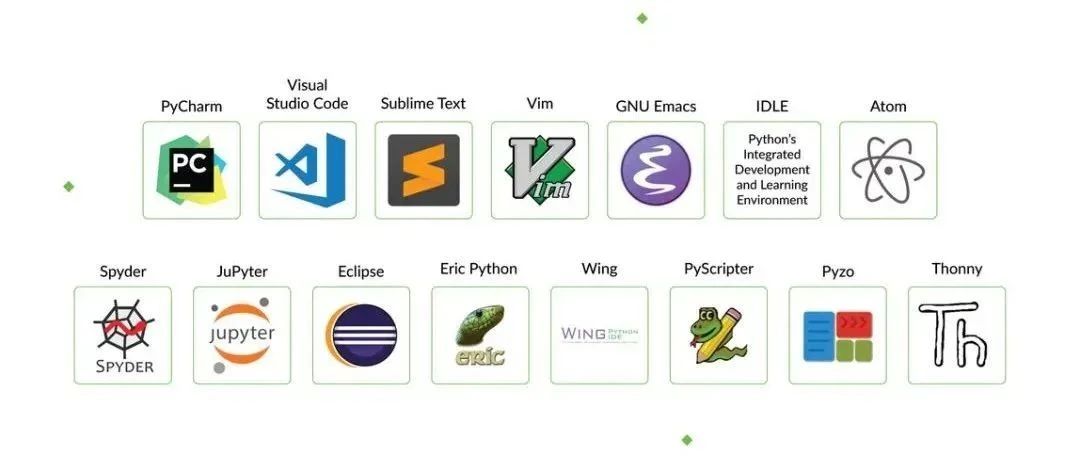 PyCharm
Visual
Studio Code
Sublime Text
Vim
GNU Emacs
IDLE
Atom
PC
Vim
Python's
Integrated
Development
and Learning
Environment
Spyder
JuPyter
Eclipse
Eric Python
Wing
PyScripter
Pyzo
Thonny
SPYDER
jupyter
eric
WING PYTHON
IDE
Th